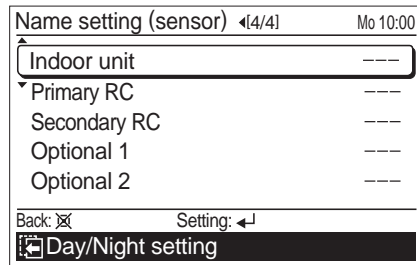 Name setting (sensor) ◀[4/4] Mo 10:00
Indoor unit −−−
Primary RC −−−
Secondary RC −−−
Optional 1 −−−
Optional 2 −−−
Back: Setting: ↵
Day/Night setting